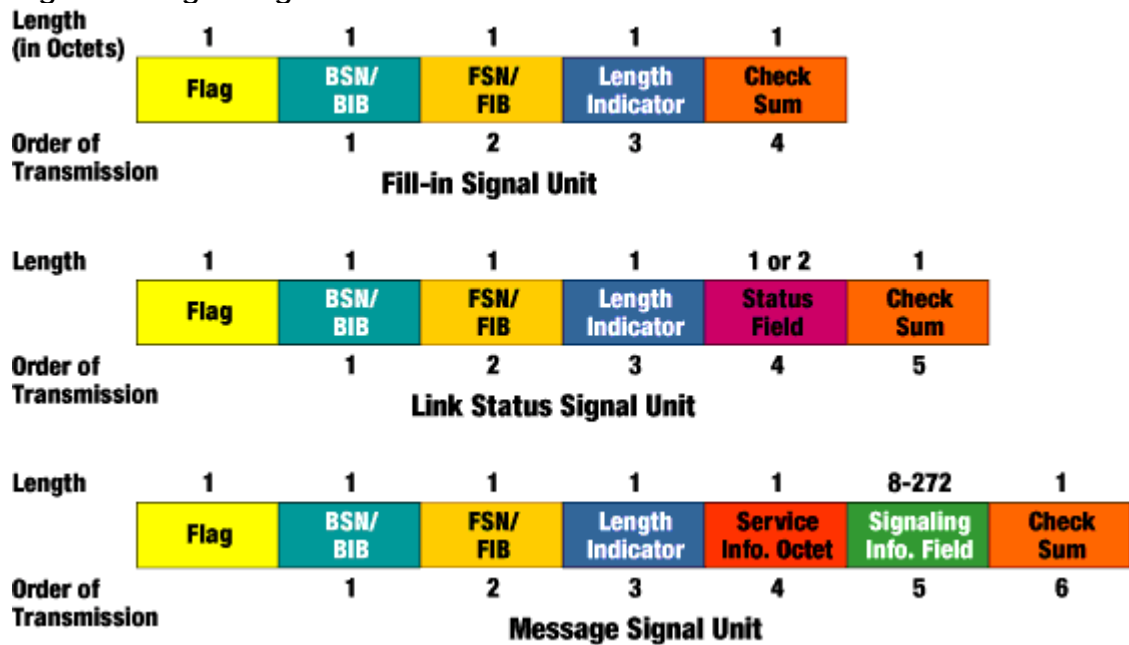 Length
(in Octets) 1 1 1 1 1
Flag BSN/ BIB FSN/ FIB Length Indicator Check Sum
Order of
Transmission 1 2 3 4
Fill-in Signal Unit
Length 1 1 1 1 1 or 2 1
Flag BSN/ BIB FSN/ FIB Length Indicator Status Field Check Sum
Order of
Transmission 1 2 3 4 5
Link Status Signal Unit
Length 1 1 1 1 1 8-272 1
Flag BSN/ BIB FSN/ FIB Length Indicator Service Info. Octet Signaling Info. Field Check Sum
Order of
Transmission 1 2 3 4 5 6
Message Signal Unit